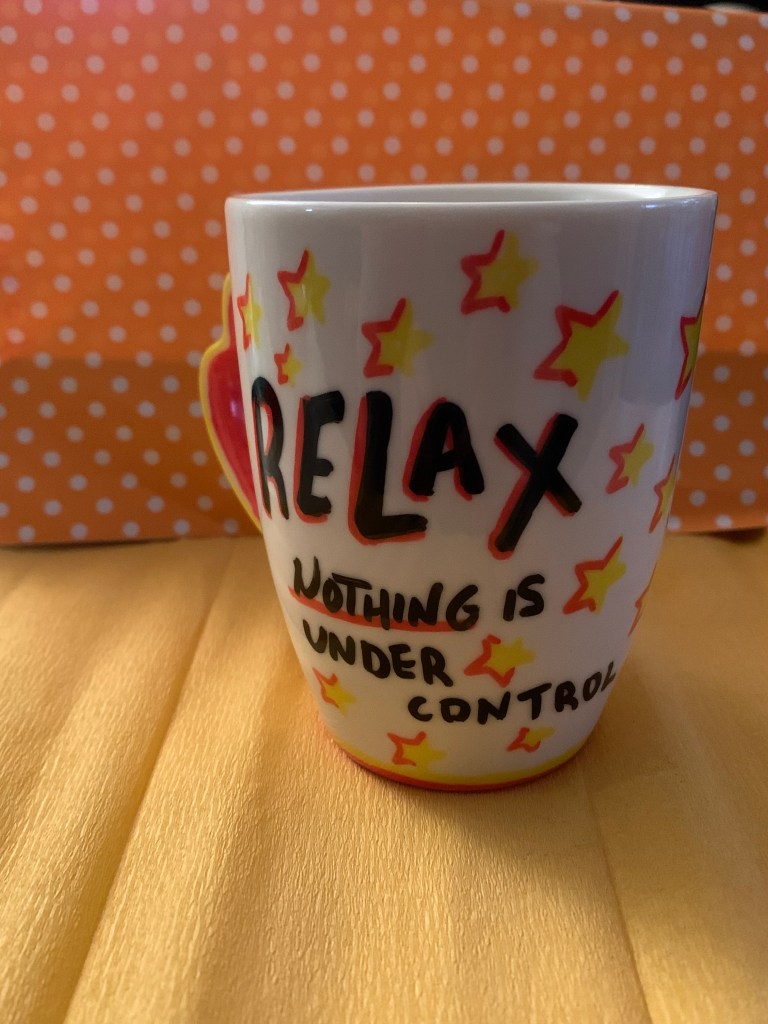 RELAX
NOTHING IS
UNDER
CONTROL